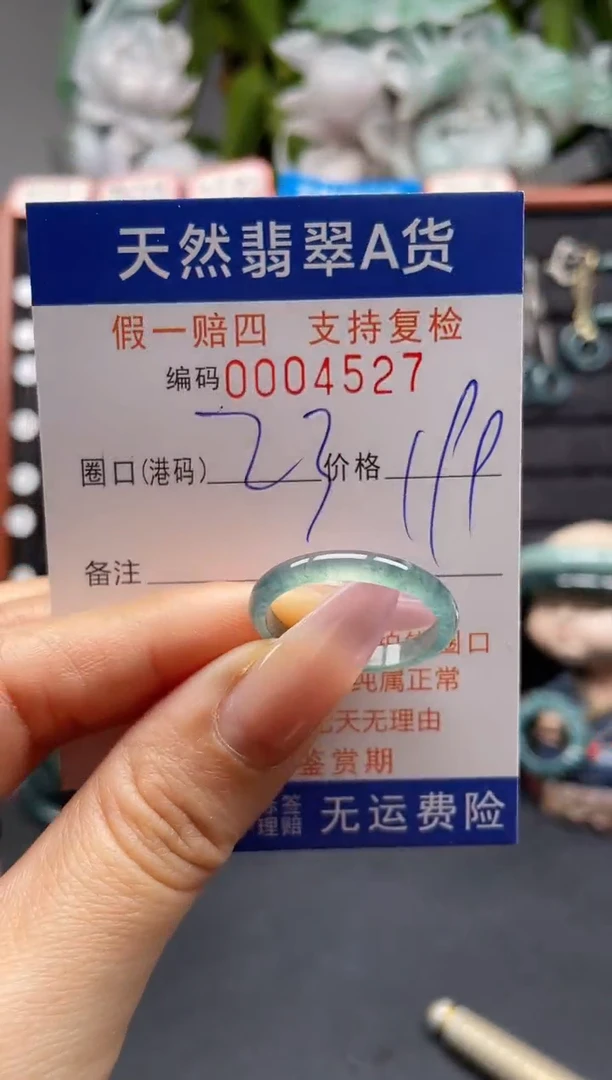 天然翡翠A货
假一赔四 支持复检
编码0004527
圈口(港码) 23 价格
备注
圈口
纯属正常
天无理由
鉴赏期
理赔 无运费险